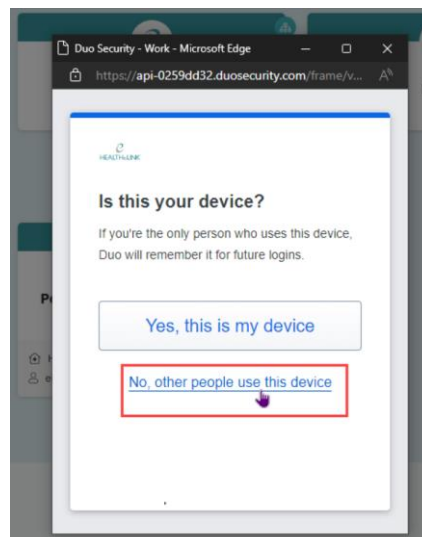 Duo Security - Work - Microsoft Edge
https://api-0259dd32.duosecurity.com/frame/v...
HEALTHeLINK
Is this your device?
If you're the only person who uses this device,
Duo will remember it for future logins.
Yes, this is my device
No, other people use this device